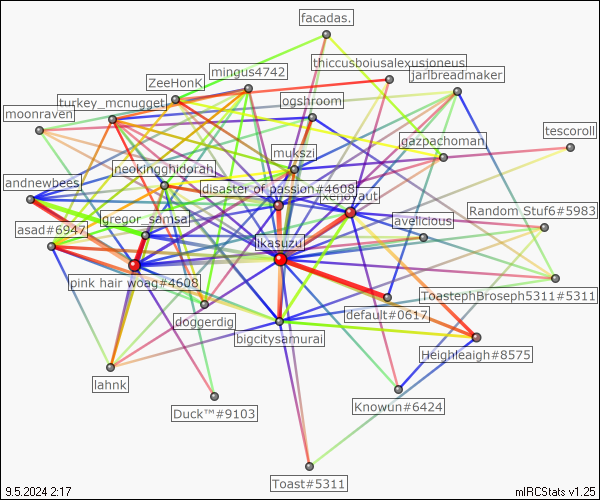 facadas.
thiccusboiusalexusioneus
mingus4742
jarlbreadmaker
ZeeHonK
turkey_mcnugget
ogshroom
moonraven
tescoroll
gazpachoman
mukszi
neokingghidorah
andnewbees
disaster of passion#4608
xenoyaut
Random Stuf6#5983
gregor_samsa
avelicious
asad#6947
ikasuzu
pink hair woag#4608
ToastephBroseph5311#5311
default#0617
doggerdig
bigcitysamurai
Heighleaigh#8575
lahnk
Knowun#6424
Duck™#9103
Toast#5311
9.5.2024 2:17
mIRCStats v1.25